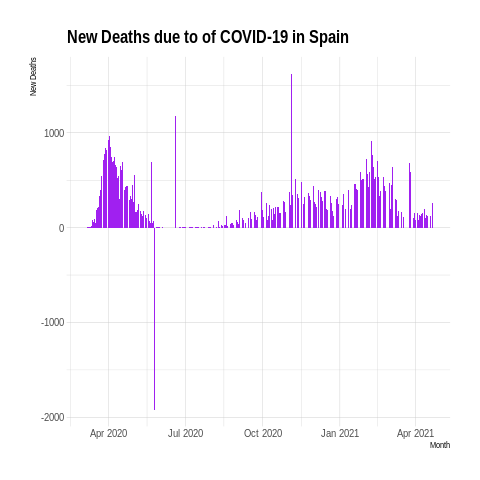 New Deaths due to of COVID-19 in Spain
New Deaths
1000
0
-1000
-2000
Apr 2020 Jul 2020 Oct 2020 Jan 2021 Apr 2021
Month